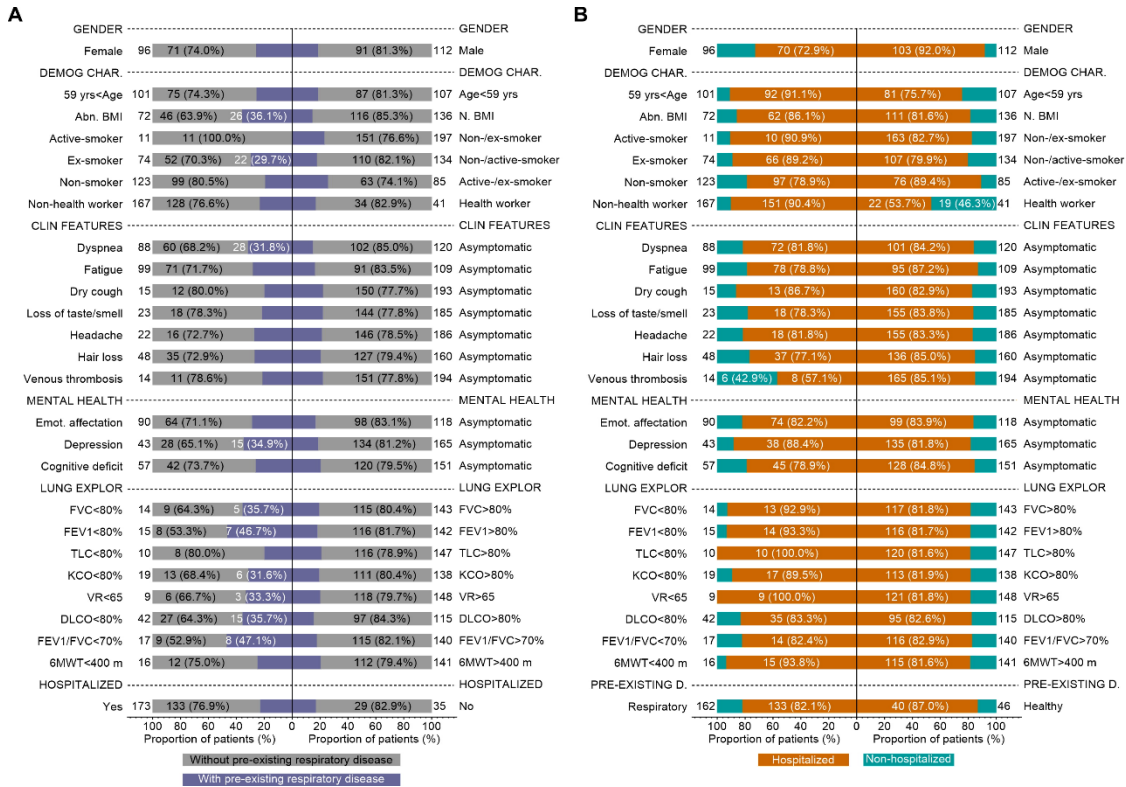 A
GENDER GENDER
Female 96 71 (74.0%) 91 (81.3%) 112 Male
DEMOG CHAR. DEMOG CHAR.
59 yrs<Age 101 75 (74.3%) 87 (81.3%) 107 Age<59 yrs
Abn. BMI 72 46 (63.9%) 26 (36.1%) 116 (85.3%) 136 N. BMI
Active-smoker 11 11 (100.0%) 151 (76.6%) 197 Non-/ex-smoker
Ex-smoker 74 52 (70.3%) 22 (29.7%) 110 (82.1%) 134 Non-/active-smoker
Non-smoker 123 99 (80.5%) 63 (74.1%) 85 Active-/ex-smoker
Non-health worker 167 128 (76.6%) 34 (82.9%) 41 Health worker
CLIN FEATURES CLIN FEATURES
Dyspnea 88 60 (68.2%) 28 (31.8%) 102 (85.0%) 120 Asymptomatic
Fatigue 99 71 (71.7%) 91 (83.5%) 109 Asymptomatic
Dry cough 15 12 (80.0%) 150 (77.7%) 193 Asymptomatic
Loss of taste/smell 23 18 (78.3%) 144 (77.8%) 185 Asymptomatic
Headache 22 16 (72.7%) 146 (78.5%) 186 Asymptomatic
Hair loss 48 35 (72.9%) 127 (79.4%) 160 Asymptomatic
Venous thrombosis 14 11 (78.6%) 151 (77.8%) 194 Asymptomatic
MENTAL HEALTH MENTAL HEALTH
Emot. affectation 90 64 (71.1%) 98 (83.1%) 118 Asymptomatic
Depression 43 28 (65.1%) 15 (34.9%) 134 (81.2%) 165 Asymptomatic
Cognitive deficit 57 42 (73.7%) 120 (79.5%) 151 Asymptomatic
LUNG EXPLOR LUNG EXPLOR
FVC<80% 14 9 (64.3%) 5 (35.7%) 115 (80.4%) 143 FVC>80%
FEV1<80% 15 8 (53.3%) 7 (46.7%) 116 (81.7%) 142 FEV1>80%
TLC<80% 10 8 (80.0%) 116 (78.9%) 147 TLC>80%
KCO<80% 19 13 (68.4%) 6 (31.6%) 111 (80.4%) 138 KCO>80%
VR<65 9 6 (66.7%) 3 (33.3%) 118 (79.7%) 148 VR>65
DLCO<80% 42 27 (64.3%) 15 (35.7%) 97 (84.3%) 115 DLCO>80%
FEV1/FVC<70% 17 9 (52.9%) 8 (47.1%) 115 (82.1%) 140 FEV1/FVC>70%
6MWT<400 m 16 12 (75.0%) 112 (79.4%) 141 6MWT>400 m
HOSPITALIZED HOSPITALIZED
Yes 173 133 (76.9%) 29 (82.9%) 35 No
100 80 60 40 20 0 20 40 60 80 100
Proportion of patients (%) Proportion of patients (%)
Without pre-existing respiratory disease
With pre-existing respiratory disease
B
GENDER GENDER
Female 96 70 (72.9%) 103 (92.0%) 112 Male
DEMOG CHAR. DEMOG CHAR.
59 yrs<Age 101 92 (91.1%) 81 (75.7%) 107 Age<59 yrs
Abn. BMI 72 62 (86.1%) 111 (81.6%) 136 N. BMI
Active-smoker 11 10 (90.9%) 163 (82.7%) 197 Non-/ex-smoker
Ex-smoker 74 66 (89.2%) 107 (79.9%) 134 Non-/active-smoker
Non-smoker 123 97 (78.9%) 76 (89.4%) 85 Active-/ex-smoker
Non-health worker 167 151 (90.4%) 22 (53.7%) 19 (46.3%) 41 Health worker
CLIN FEATURES CLIN FEATURES
Dyspnea 88 72 (81.8%) 101 (84.2%) 120 Asymptomatic
Fatigue 99 78 (78.8%) 95 (87.2%) 109 Asymptomatic
Dry cough 15 13 (86.7%) 160 (82.9%) 193 Asymptomatic
Loss of taste/smell 23 18 (78.3%) 155 (83.8%) 185 Asymptomatic
Headache 22 18 (81.8%) 155 (83.3%) 186 Asymptomatic
Hair loss 48 37 (77.1%) 136 (85.0%) 160 Asymptomatic
Venous thrombosis 14 6 (42.9%) 8 (57.1%) 165 (85.1%) 194 Asymptomatic
MENTAL HEALTH MENTAL HEALTH
Emot. affectation 90 74 (82.2%) 99 (83.9%) 118 Asymptomatic
Depression 43 38 (88.4%) 135 (81.8%) 165 Asymptomatic
Cognitive deficit 57 45 (78.9%) 128 (84.8%) 151 Asymptomatic
LUNG EXPLOR LUNG EXPLOR
FVC<80% 14 13 (92.9%) 117 (81.8%) 143 FVC>80%
FEV1<80% 15 14 (93.3%) 116 (81.7%) 142 FEV1>80%
TLC<80% 10 10 (100.0%) 120 (81.6%) 147 TLC>80%
KCO<80% 19 17 (89.5%) 113 (81.9%) 138 KCO>80%
VR<65 9 9 (100.0%) 121 (81.8%) 148 VR>65
DLCO<80% 42 35 (83.3%) 95 (82.6%) 115 DLCO>80%
FEV1/FVC<70% 17 14 (82.4%) 116 (82.9%) 140 FEV1/FVC>70%
6MWT<400 m 16 15 (93.8%) 115 (81.6%) 141 6MWT>400 m
PRE-EXISTING D. PRE-EXISTING D.
Respiratory 162 133 (82.1%) 40 (87.0%) 46 Healthy
100 80 60 40 20 0 20 40 60 80 100
Proportion of patients (%) Proportion of patients (%)
Hospitalized Non-hospitalized